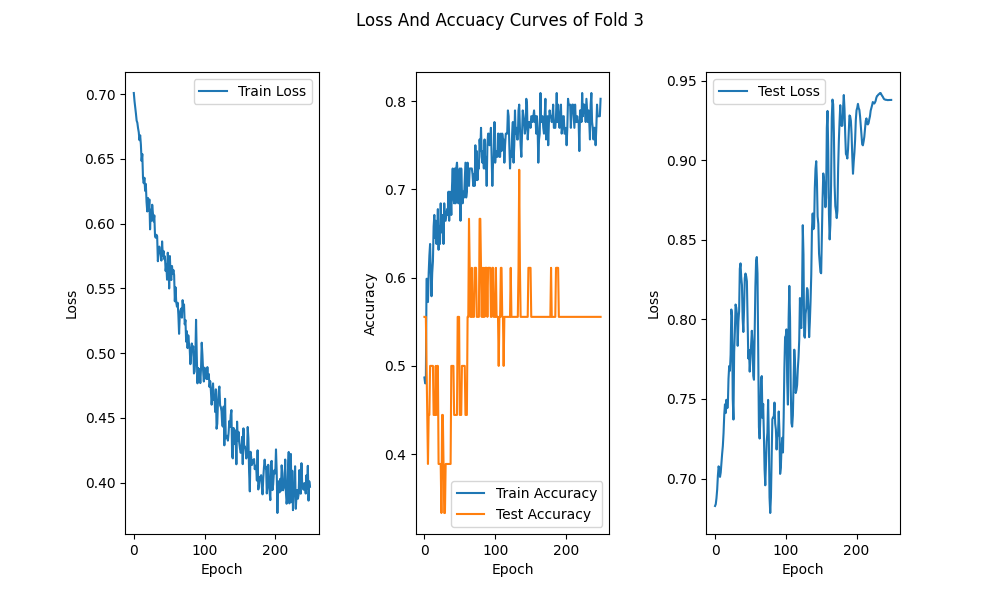 Loss And Accuacy Curves of Fold 3
Train Loss
0.70
0.65
0.60
0.55
0.50
0.45
0.40
Loss
0
100
200
Epoch
0.8
0.7
0.6
0.5
0.4
Accuracy
Train Accuracy
Test Accuracy
0
100
200
Epoch
Test Loss
0.95
0.90
0.85
0.80
0.75
0.70
Loss
0
100
200
Epoch